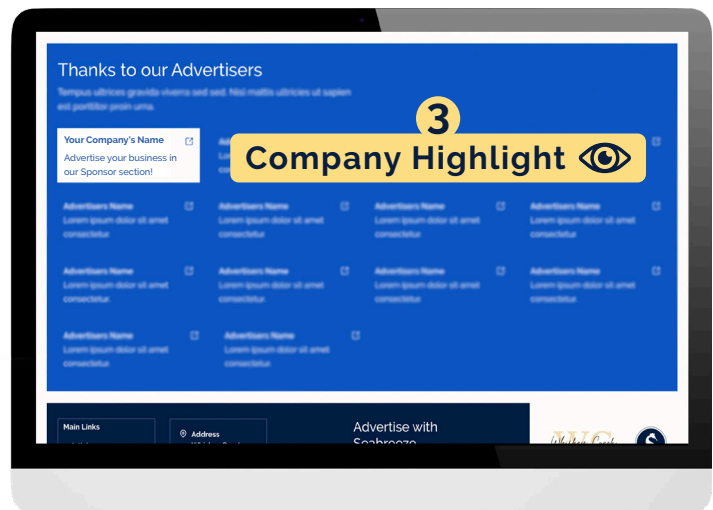 Thanks to our Advertisers
Tempus ultrices gravida viverra sed sed. Nisl mattis ultricies ut sapien
est porttitor proin urna.
3
Company Highlight
Your Company's Name
Advertise your business in
our Sponsor section!
Advertisers Name
Lorem ipsum dolor sit amet
consectetur
Advertisers Name
Lorem ipsum dolor sit amet
consectetur
Advertisers Name
Lorem ipsum dolor sit amet
consectetur
Advertisers Name
Lorem ipsum dolor sit amet
consectetur
Advertisers Name
Lorem ipsum dolor sit amet
consectetur.
Advertisers Name
Lorem ipsum dolor sit amet
consectetur.
Advertisers Name
Lorem ipsum dolor sit amet
consectetur
Advertisers Name
Lorem ipsum dolor sit amet
consectetur
Advertisers Name
Lorem ipsum dolor sit amet
consectetur
Advertisers Name
Lorem ipsum dolor sit amet
consectetur
Main Links
Address
Advertise with
Seabreeze
WC